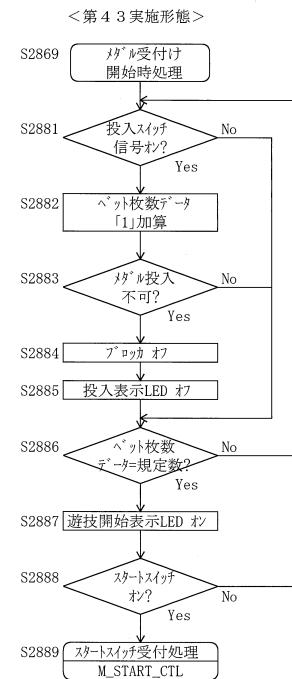 ＜第４３実施形態＞
S2869
ﾒﾀﾞﾙ受付け
開始時処理
S2881
投入ｽｲｯﾁ
信号ｵﾝ?
No
Yes
S2882
ﾍﾞｯﾄ枚数ﾃﾞｰﾀ
「1」加算
S2883
ﾒﾀﾞﾙ投入
不可?
No
Yes
S2884
ﾌﾞﾛｯｶ ｵﾌ
S2885
投入表示LED ｵﾌ
S2886
ﾍﾞｯﾄ枚数
ﾃﾞｰﾀ=規定数?
No
Yes
S2887
遊技開始表示LED ｵﾝ
S2888
ｽﾀｰﾄｽｲｯﾁ
ｵﾝ?
No
Yes
S2889
ｽﾀｰﾄｽｲｯﾁ受付処理
M_START_CTL